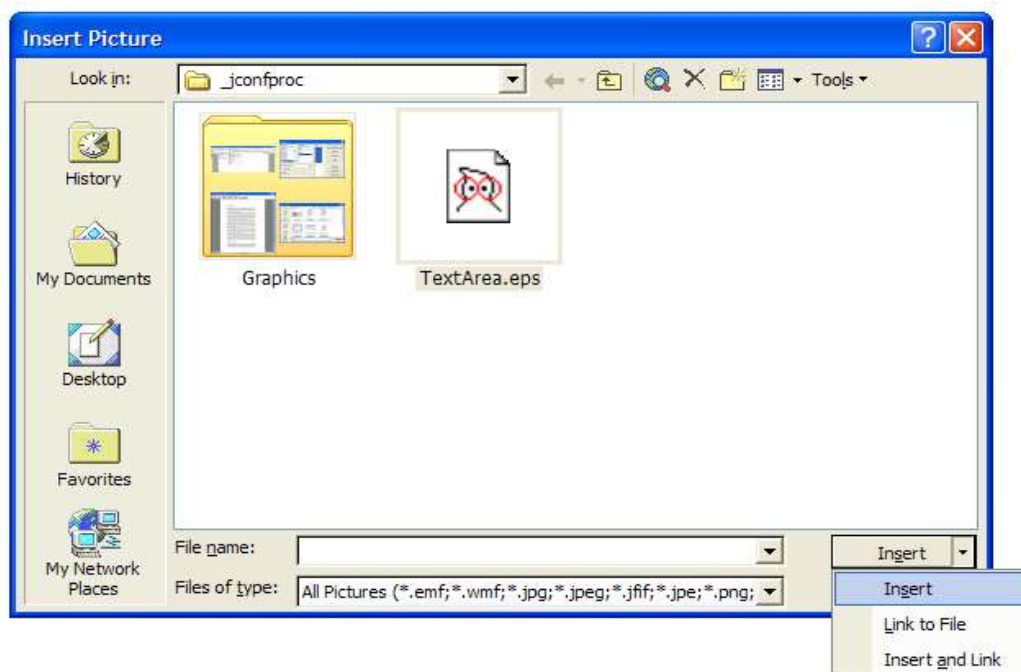 Insert Picture
Look in:
_jconfproc
Tools
History
My Documents
Desktop
Favorites
My Network Places
Graphics
TextArea.eps
File name:
Files of type:
All Pictures (*.emf;*.wmf;*.jpg;*.jpeg;*.jfif;*.jpe;*.png;
Insert
Insert
Link to File
Insert and Link